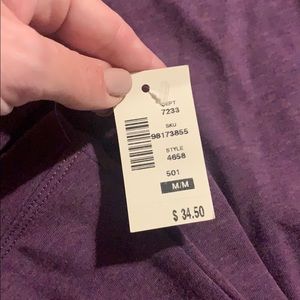 DEPT
7233
SKU
98173855
STYLE
4658
501
M/M
$ 34.50